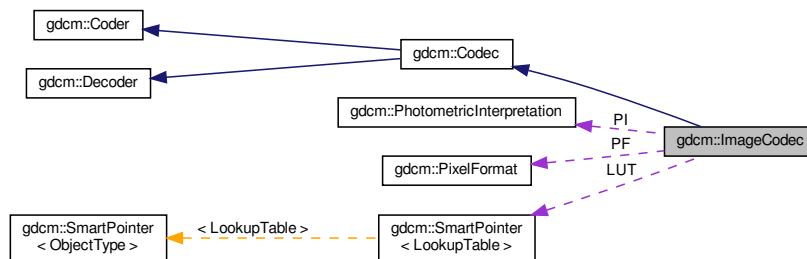 gdcm::Coder
gdcm::Codec
gdcm::Decoder
gdcm::PhotometricInterpretation
PI
gdcm::ImageCodec
PF
gdcm::PixelFormat
LUT
gdcm::SmartPointer
< ObjectType >
< LookupTable >
gdcm::SmartPointer
< LookupTable >